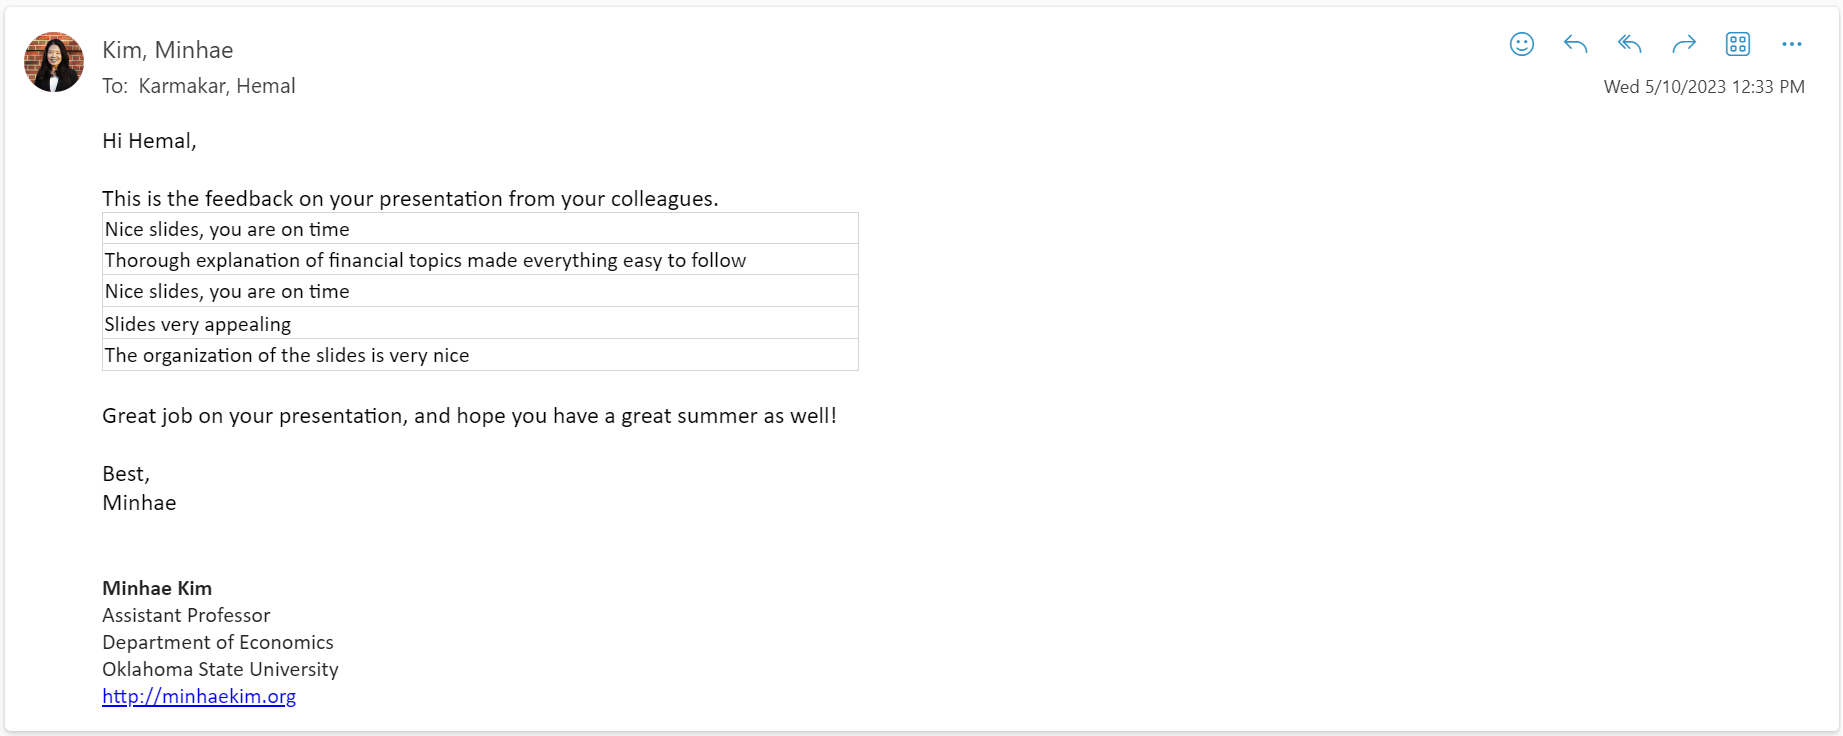 Kim, Minhae
To: Karmakar, Hemal
Wed 5/10/2023 12:33 PM
Hi Hemal,
This is the feedback on your presentation from your colleagues.
Nice slides, you are on time
Thorough explanation of financial topics made everything easy to follow
Nice slides, you are on time
Slides very appealing
The organization of the slides is very nice
Great job on your presentation, and hope you have a great summer as well!
Best,
Minhae
Minhae Kim
Assistant Professor
Department of Economics
Oklahoma State University
http://minhaekim.org